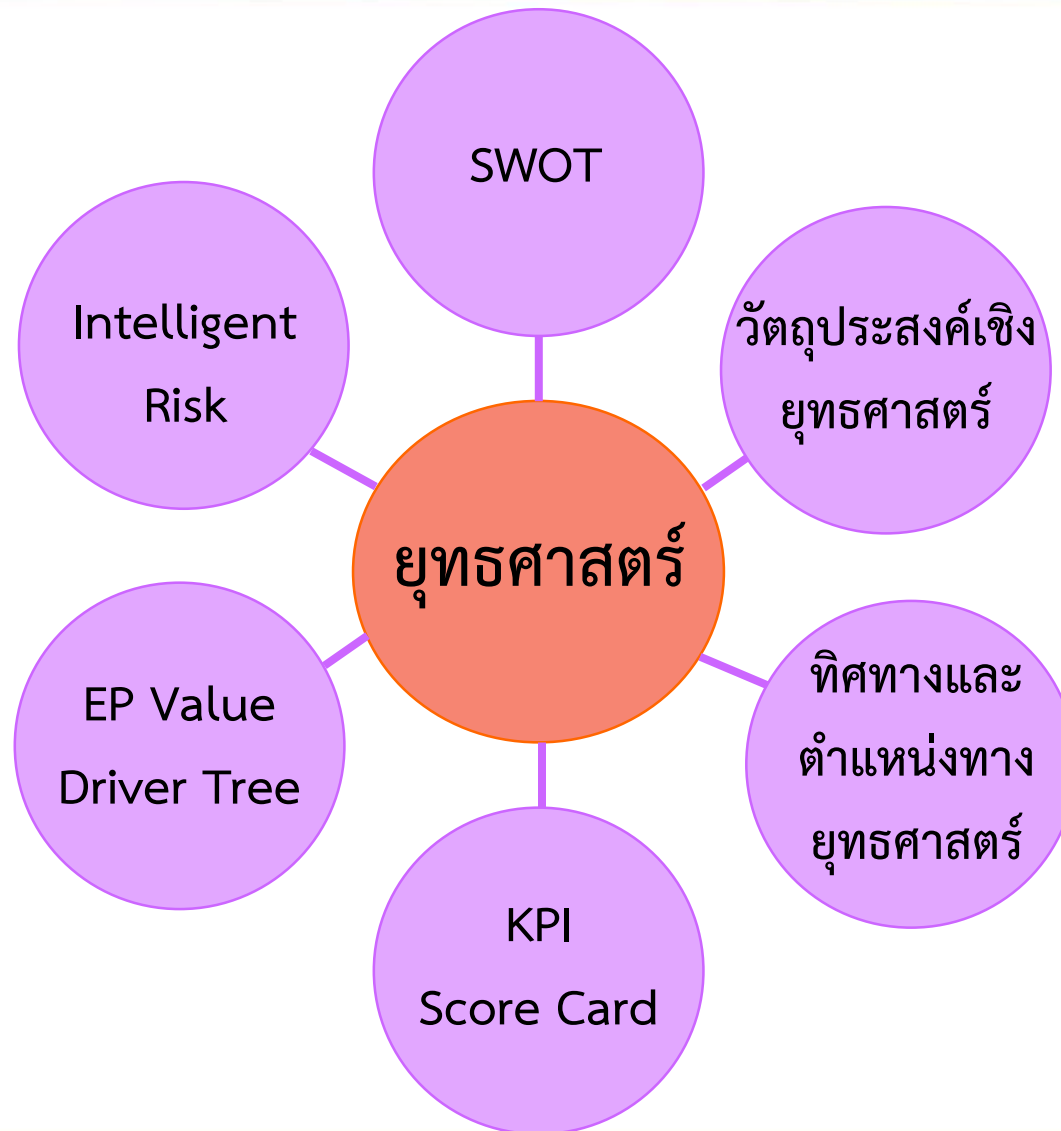 SWOT
วัตถุประสงค์เชิง
ยุทธศาสตร์
ทิศทางและ
ตำแหน่งทาง
ยุทธศาสตร์
KPI
Score Card
EP Value
Driver Tree
Intelligent
Risk
ยุทธศาสตร์